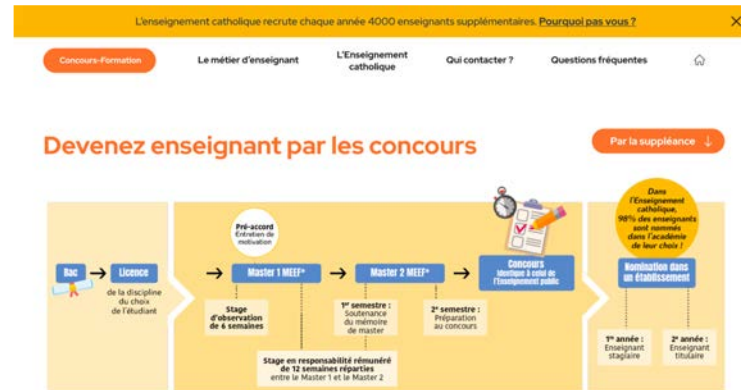 L'enseignement catholique recrute chaque année 4000 enseignants supplémentaires. Pourquoi pas vous ?
Concours-Formation
Le métier d'enseignant
L'Enseignement
catholique
Qui contacter ?
Questions fréquentes
Devenez enseignant par les concours
Par la suppléance
Bac
Licence
de la discipline
du choix
de l'étudiant
Pré-accord
Entretien de
motivation
Master 1 MEEF*
Stage
d'observation
de 6 semaines
Stage en responsabilité rémunéré
de 12 semaines réparties
entre le Master 1 et le Master 2
Master 2 MEEF*
1er semestre :
Soutenance
du mémoire
de master
2e semestre :
Préparation
au concours
Concours
identique à celui de
l'Enseignement public
Dans
l'Enseignement
catholique,
98% des enseignants
sont nommés
dans l'académie
de leur choix !
Nomination dans
un établissement
1re année :
Enseignant
stagiaire
2e année :
Enseignant
titulaire